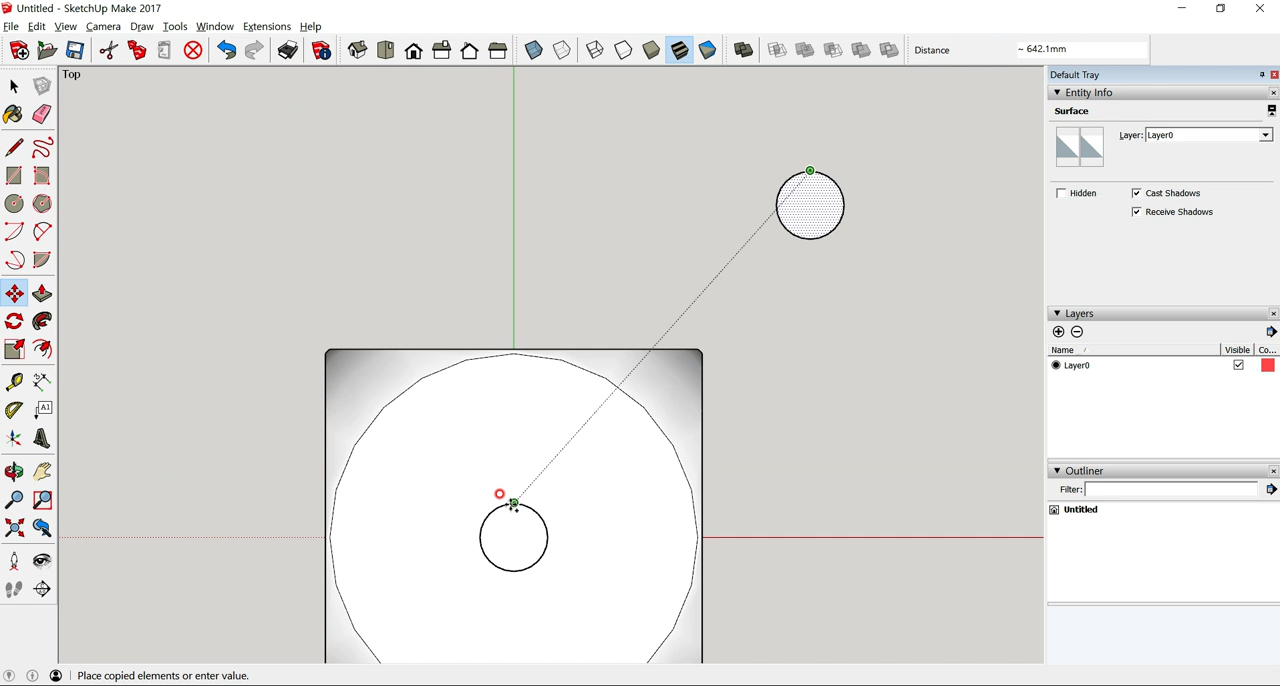 Untitled - SketchUp Make 2017
File Edit View Camera Draw Tools Window Extensions Help
Distance ~ 642.1mm
Top
Default Tray
Entity Info
Surface
Layer: Layer0
Hidden Cast Shadows
Receive Shadows
Layers
Name Visible Co...
Layer0
Outliner
Filter:
Untitled
A1
Place copied elements or enter value.